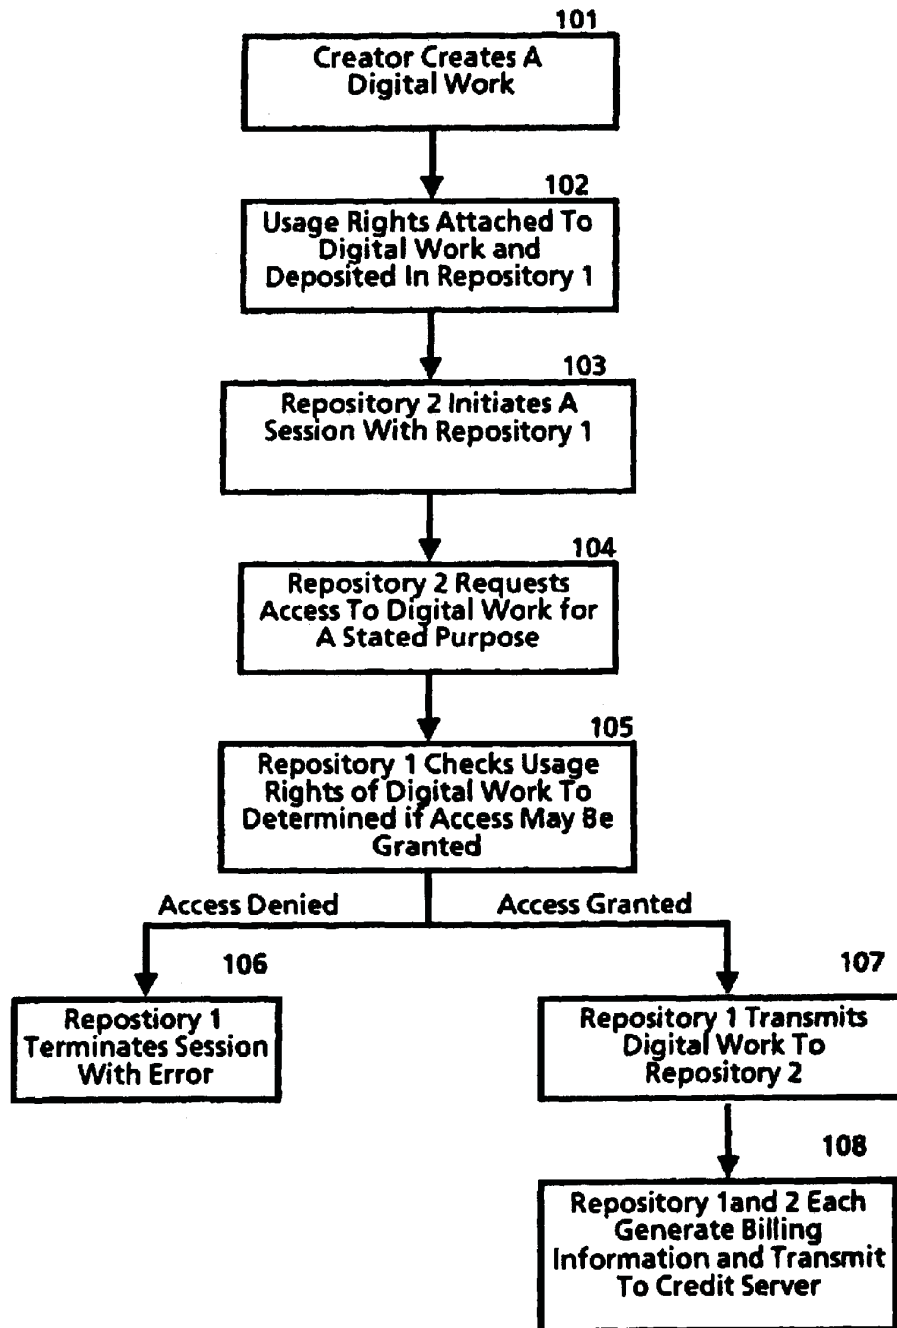 101
Creator Creates A
Digital Work
102
Usage Rights Attached To
Digital Work and
Deposited In Repository 1
103
Repository 2 Initiates A
Session With Repository 1
104
Repository 2 Requests
Access To Digital Work for
A Stated Purpose
105
Repository 1 Checks Usage
Rights of Digital Work To
Determined if Access May Be
Granted
Access Denied
Access Granted
106
Repostiory 1
Terminates Session
With Error
107
Repository 1 Transmits
Digital Work To
Repository 2
108
Repository 1and 2 Each
Generate Billing
Information and Transmit
To Credit Server